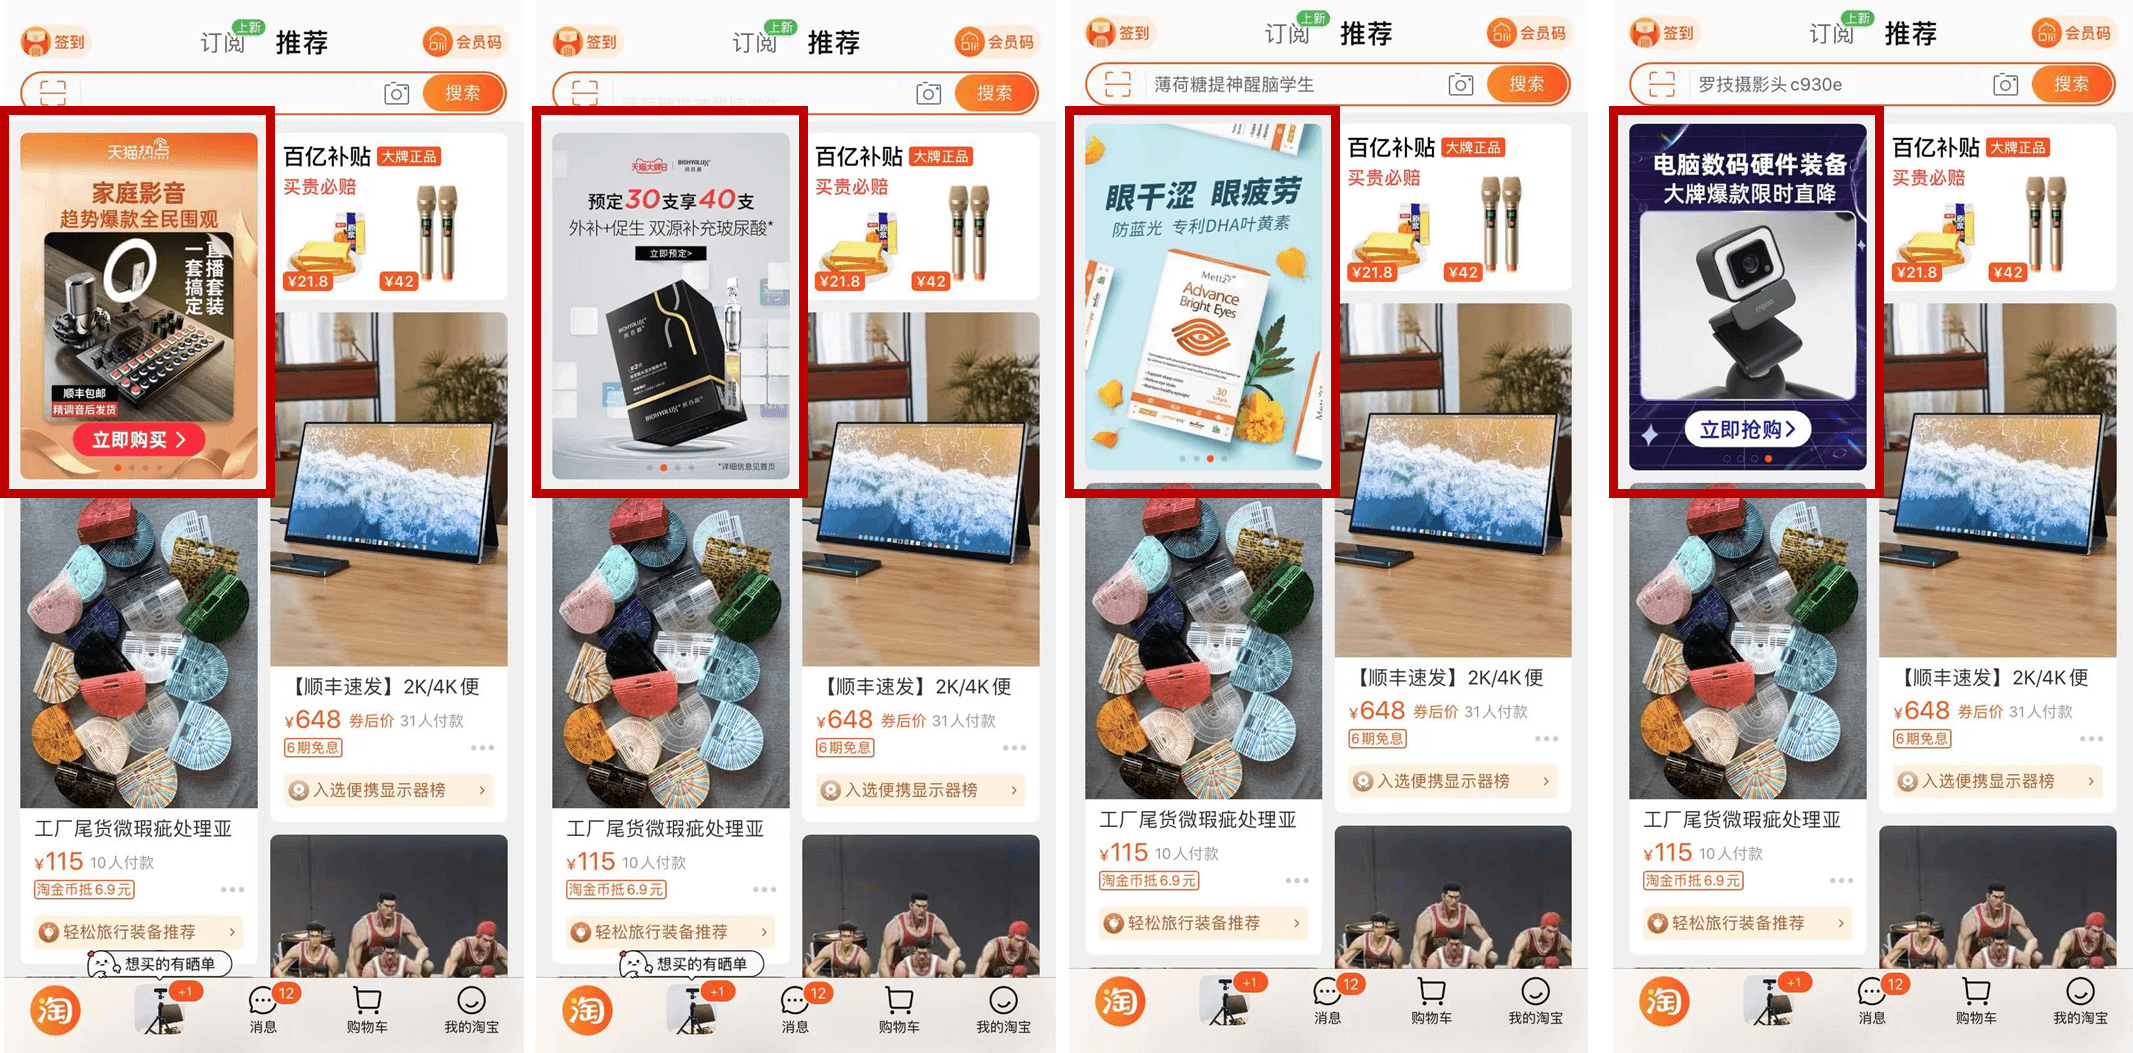 签到
订阅
上新
推荐
会员码
搜索
天猫热点
家庭影音
趋势爆款全民围观
直播套装
一套搞定
顺丰包邮
精调音后发货
立即购买
百亿补贴 大牌正品
买贵必赔
¥21.8
¥42
【顺丰速发】2K/4K便
¥648 券后价 31人付款
6期免息
入选便携显示器榜
工厂尾货微瑕疵处理亚
¥115 10人付款
淘金币抵6.9元
轻松旅行装备推荐
想买的有晒单
淘
+1
12
消息
购物车
我的淘宝
签到
订阅
上新
推荐
会员码
薄荷糖提神醒脑学生
搜索
天猫大牌日
BIOHYALUX
预定30支享40支
外补+促生 双源补充玻尿酸*
立即预定>
BIOHYALUX
BIOHYALUX
*详细信息见首页
百亿补贴 大牌正品
买贵必赔
¥21.8
¥42
【顺丰速发】2K/4K便
¥648 券后价 31人付款
6期免息
入选便携显示器榜
工厂尾货微瑕疵处理亚
¥115 10人付款
淘金币抵6.9元
轻松旅行装备推荐
想买的有晒单
淘
+1
12
消息
购物车
我的淘宝
签到
订阅
上新
推荐
会员码
薄荷糖提神醒脑学生
搜索
眼干涩 眼疲劳
防蓝光 专利DHA叶黄素
Advance
Bright Eyes
30
百亿补贴 大牌正品
买贵必赔
¥21.8
¥42
【顺丰速发】2K/4K便
¥648 券后价 31人付款
6期免息
入选便携显示器榜
工厂尾货微瑕疵处理亚
¥115 10人付款
淘金币抵6.9元
轻松旅行装备推荐
淘
+1
12
消息
购物车
我的淘宝
签到
订阅
上新
推荐
会员码
罗技摄影头c930e
搜索
电脑数码硬件装备
大牌爆款限时直降
rapoo
立即抢购
百亿补贴 大牌正品
买贵必赔
¥21.8
¥42
【顺丰速发】2K/4K便
¥648 券后价 31人付款
6期免息
入选便携显示器榜
工厂尾货微瑕疵处理亚
¥115 10人付款
淘金币抵6.9元
轻松旅行装备推荐
淘
+1
12
消息
购物车
我的淘宝